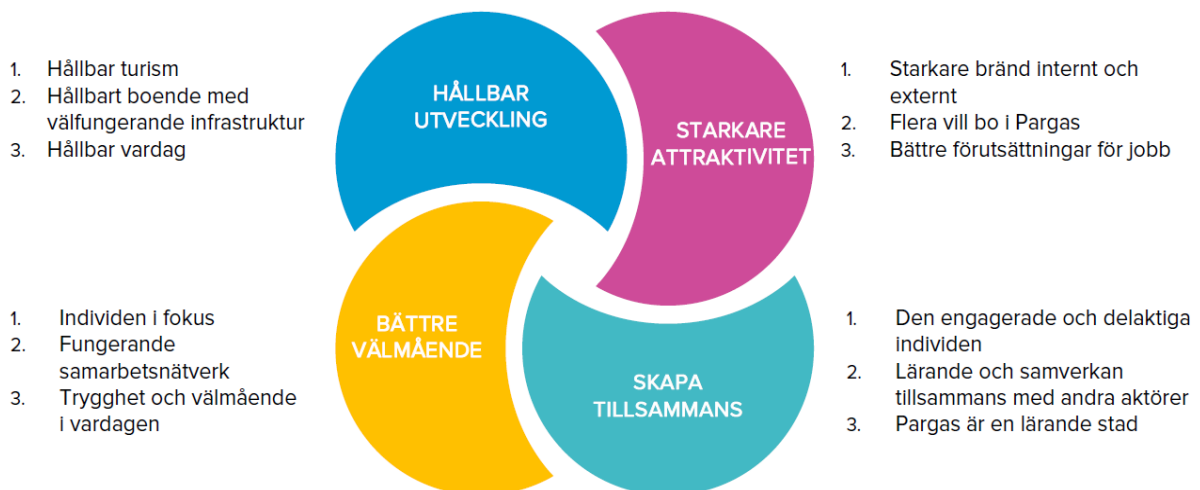 1. Hållbar turism
2. Hållbart boende med
välfungerande infrastruktur
3. Hållbar vardag
HÅLLBAR
UTVECKLING
STARKARE
ATTRAKTIVITET
1. Starkare bränd internt och
externt
2. Flera vill bo i Pargas
3. Bättre förutsättningar för jobb
1. Individen i fokus
2. Fungerande
samarbetsnätverk
3. Trygghet och välmående
i vardagen
BÄTTRE
VÄLMÅENDE
SKAPA
TILLSAMMANS
1. Den engagerade och delaktiga
individen
2. Lärande och samverkan
tillsammans med andra aktörer
3. Pargas är en lärande stad